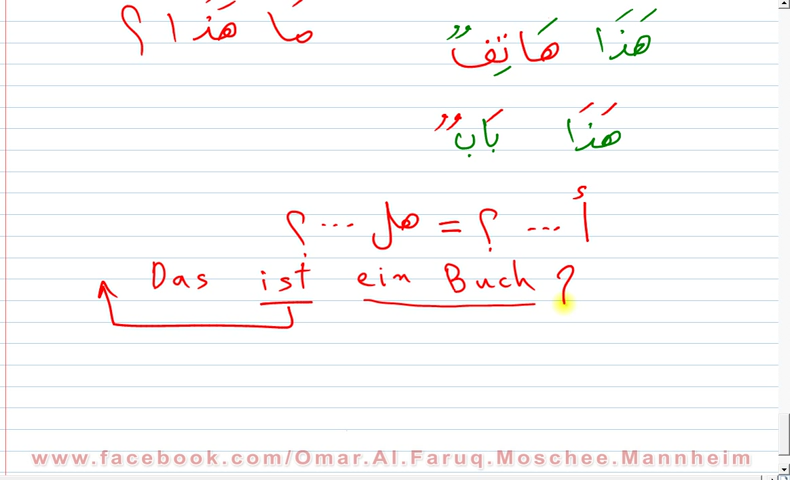 مَا هَذَا ؟
هَذَا هَاتِفٌ
هَذَا بَابٌ
أ ... ؟ = هل ... ؟
Das ist ein Buch ?
www.facebook.com/Omar.Al.Faruq.Moschee.Mannheim